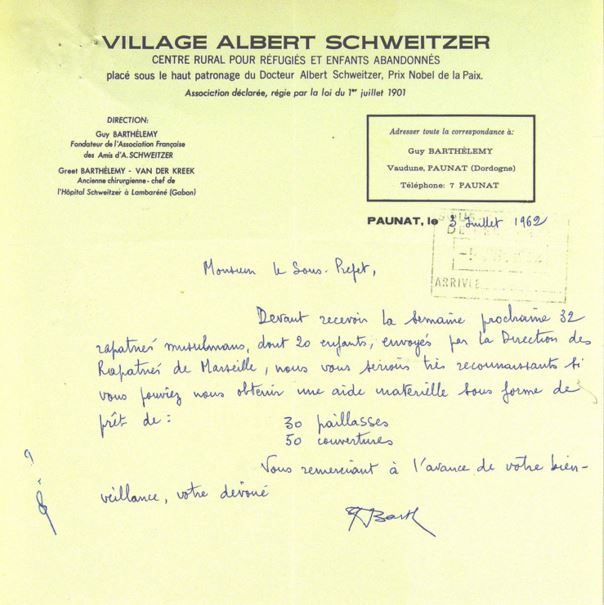 VILLAGE ALBERT SCHWEITZER
CENTRE RURAL POUR RÉFUGIÉS ET ENFANTS ABANDONNÉS
placé sous le haut patronage du Docteur Albert Schweitzer, Prix Nobel de la Paix.
Association déclarée, régie par la loi du 1er juillet 1901
DIRECTION:
Guy BARTHÉLEMY
Fondateur de l'Association Française
des Amis d'A. SCHWEITZER
Greet BARTHÉLEMY - VAN DER KREEK
Ancienne chirurgienne - chef de
l'Hôpital Schweitzer à Lambaréné (Gabon)
Adresser toute la correspondance à:
Guy BARTHÉLEMY
Vaudune, PAUNAT (Dordogne)
Téléphone: 7 PAUNAT
PAUNAT, le 3 Juillet 1962
ARRIVÉE
Monsieur le Sous-Préfet,
Devant recevoir la semaine prochaine 32
rapatriés musulmans, dont 20 enfants, envoyés par la Direction des
Rapatriés de Marseille, nous vous serions très reconnaissants si
vous pouviez nous obtenir une aide matérielle sous forme de
prêt de :
30 paillasses
50 couvertures
Vous remerciant à l'avance de votre bien-
veillance, votre dévoué
GBarth